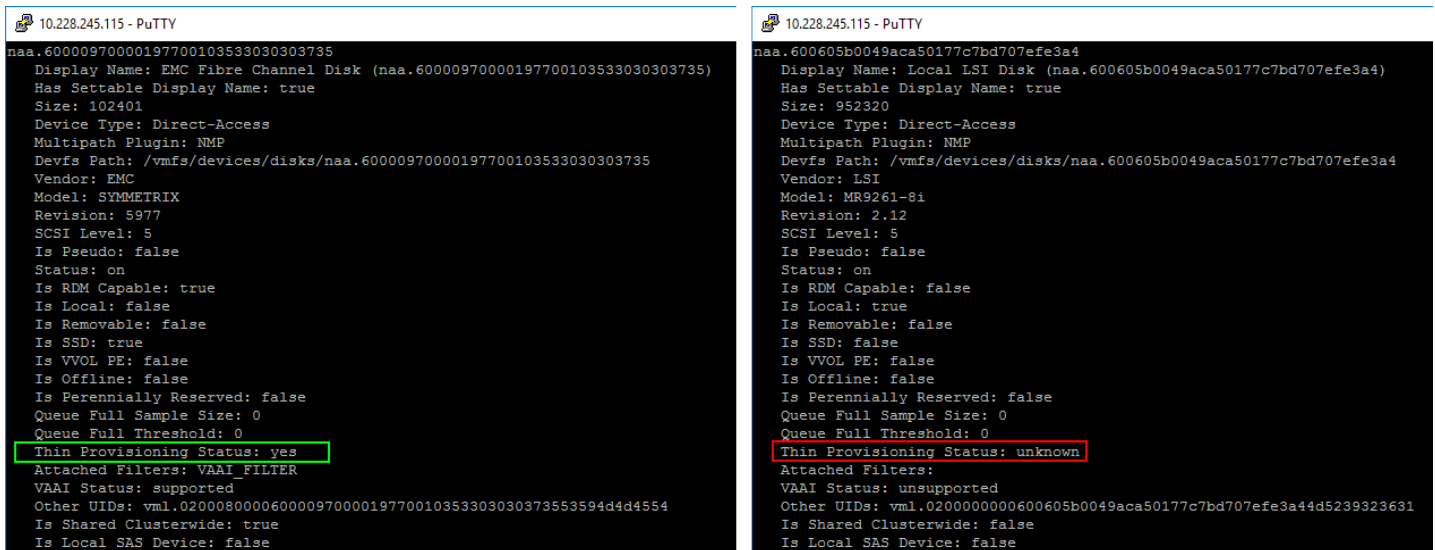 10.228.245.115 - PuTTY
naa.60000970000197700103533030303735
Display Name: EMC Fibre Channel Disk (naa.60000970000197700103533030303735)
Has Settable Display Name: true
Size: 102401
Device Type: Direct-Access
Multipath Plugin: NMP
Devfs Path: /vmfs/devices/disks/naa.60000970000197700103533030303735
Vendor: EMC
Model: SYMMETRIX
Revision: 5977
SCSI Level: 5
Is Pseudo: false
Status: on
Is RDM Capable: true
Is Local: false
Is Removable: false
Is SSD: true
Is VVOL PE: false
Is Offline: false
Is Perennially Reserved: false
Queue Full Sample Size: 0
Queue Full Threshold: 0
Thin Provisioning Status: yes
Attached Filters: VAAI_FILTER
VAAI Status: supported
Other UIDs: vml.02000800006000097000019770010353303030373553594d4d4554
Is Shared Clusterwide: true
Is Local SAS Device: false
10.228.245.115 - PuTTY
naa.600605b0049aca50177c7bd707efe3a4
Display Name: Local LSI Disk (naa.600605b0049aca50177c7bd707efe3a4)
Has Settable Display Name: true
Size: 952320
Device Type: Direct-Access
Multipath Plugin: NMP
Devfs Path: /vmfs/devices/disks/naa.600605b0049aca50177c7bd707efe3a4
Vendor: LSI
Model: MR9261-8i
Revision: 2.12
SCSI Level: 5
Is Pseudo: false
Status: on
Is RDM Capable: false
Is Local: true
Is Removable: false
Is SSD: false
Is VVOL PE: false
Is Offline: false
Is Perennially Reserved: false
Queue Full Sample Size: 0
Queue Full Threshold: 0
Thin Provisioning Status: unknown
Attached Filters:
VAAI Status: unsupported
Other UIDs: vml.0200000000600605b0049aca50177c7bd707efe3a44d5239323631
Is Shared Clusterwide: false
Is Local SAS Device: false